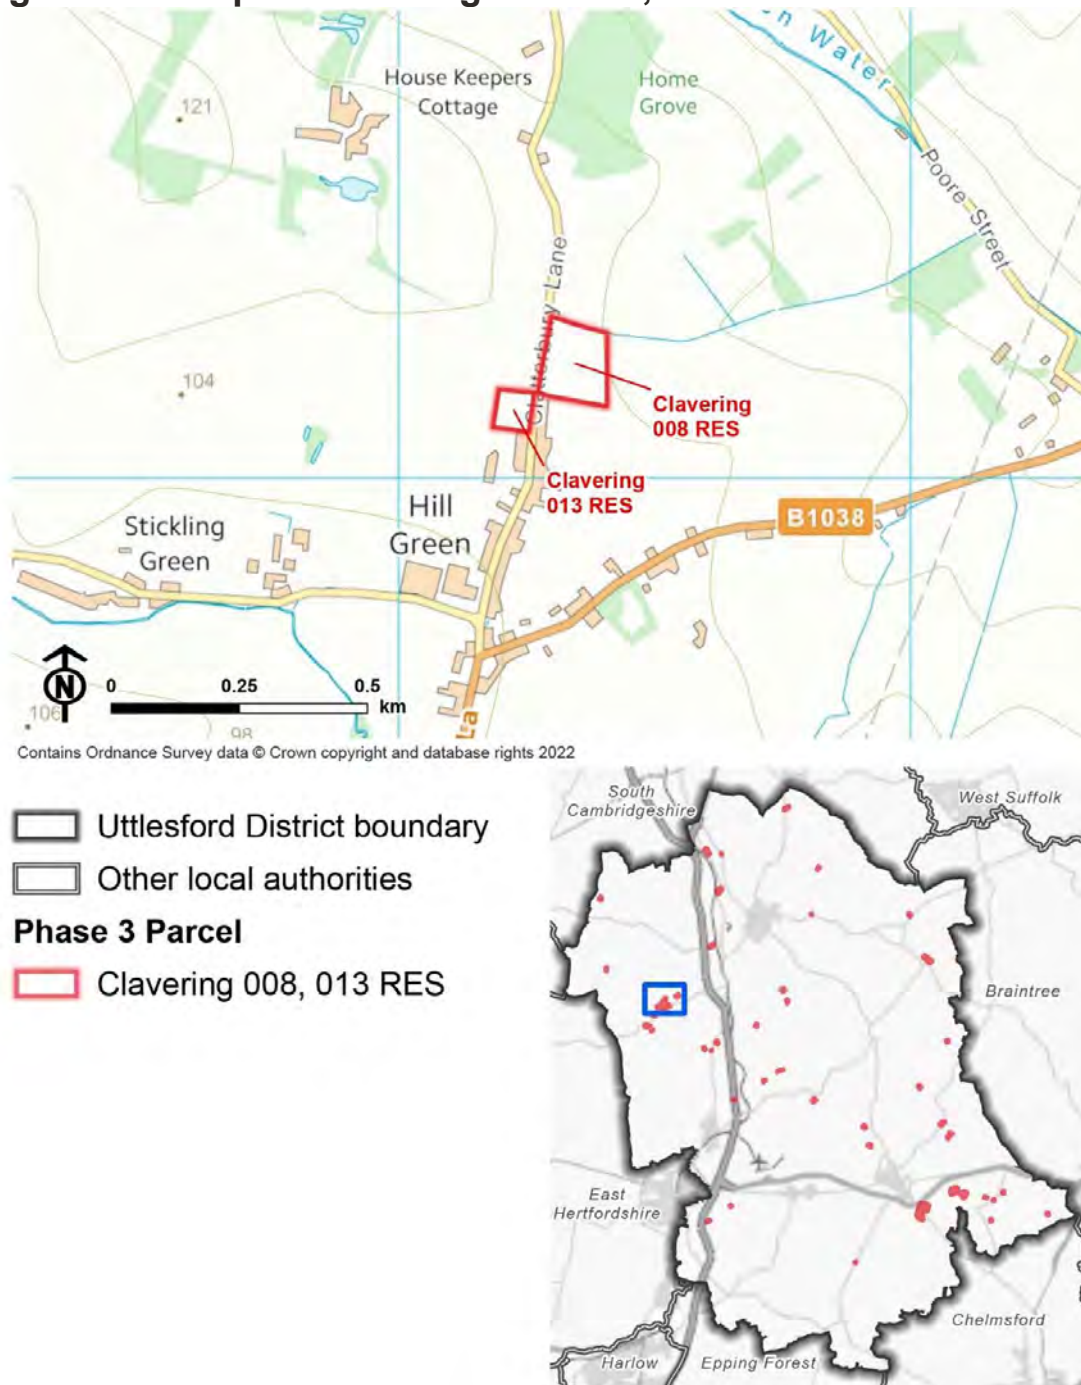 House Keepers
Cottage
Home
Grove
Water
121
Poore Street
Clatterbury Lane
104
Clavering
008 RES
Clavering
013 RES
Hill
Green
B1038
Stickling
Green
N
0 0.25 0.5
km
106
98
La
Contains Ordnance Survey data © Crown copyright and database rights 2022
Uttlesford District boundary
Other local authorities
Phase 3 Parcel
Clavering 008, 013 RES
South
Cambridgeshire
West Suffolk
Braintree
East
Hertfordshire
Chelmsford
Harlow
Epping Forest